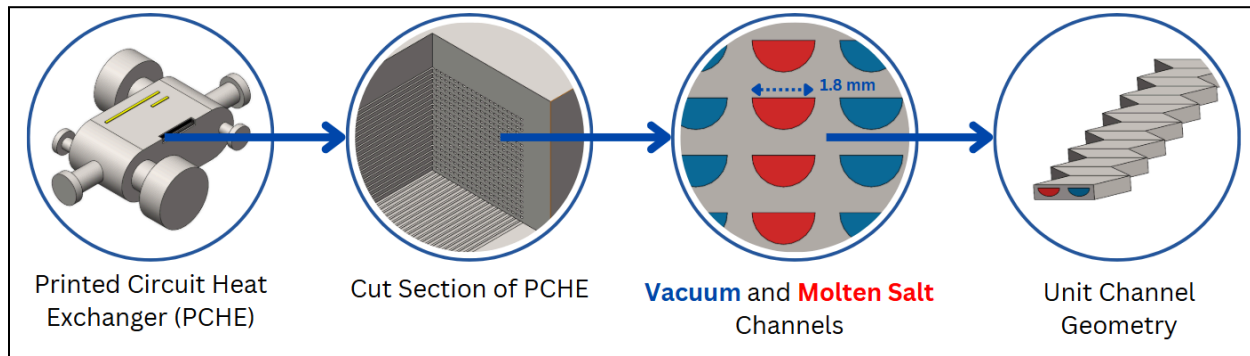 1.8 mm
Printed Circuit Heat
Exchanger (PCHE)
Cut Section of PCHE
Vacuum and Molten Salt
Channels
Unit Channel
Geometry